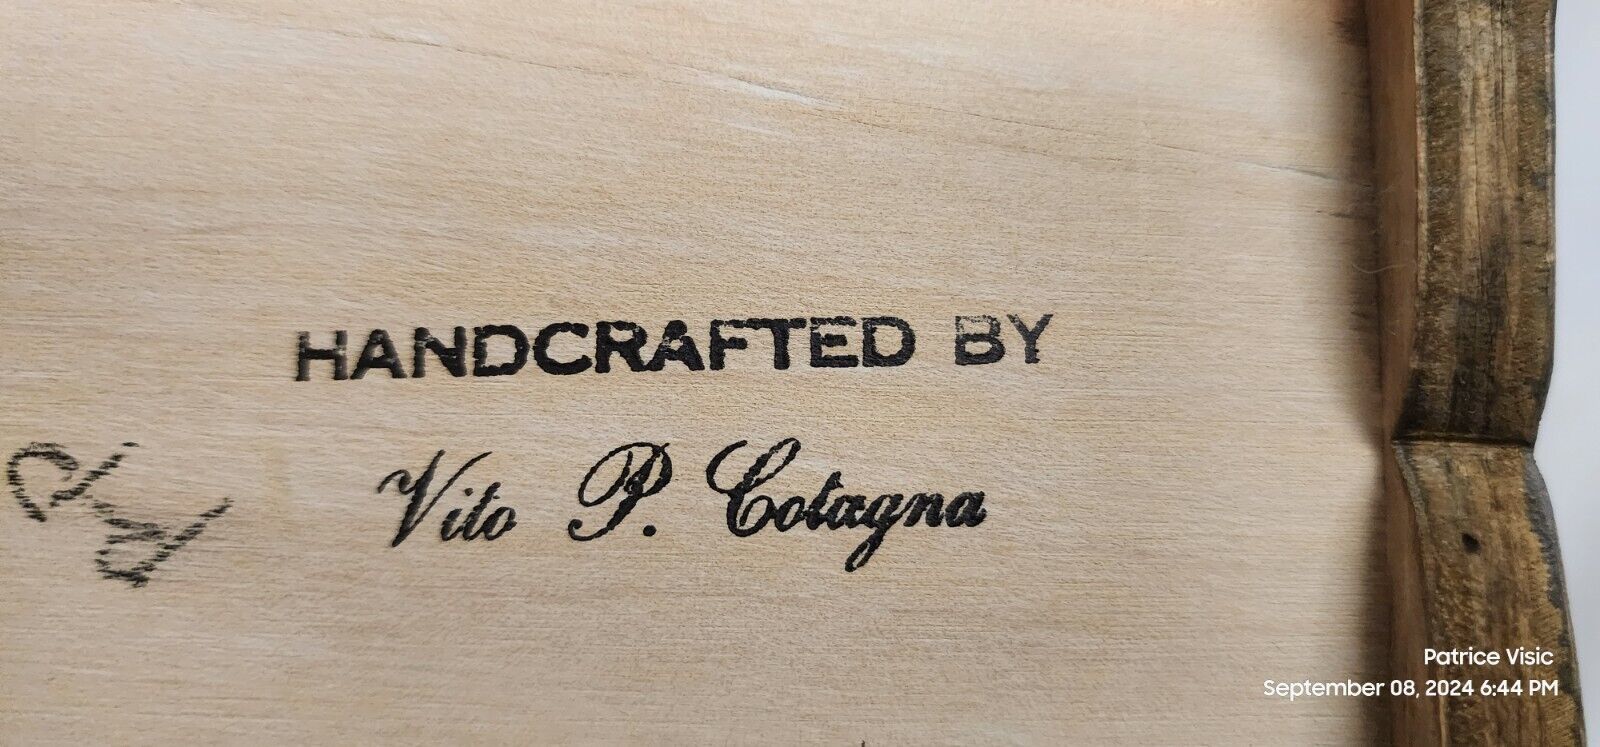 HANDCRAFTED BY
Vito P. Cotagna
Patrice Visic
September 08, 2024 6:44 PM